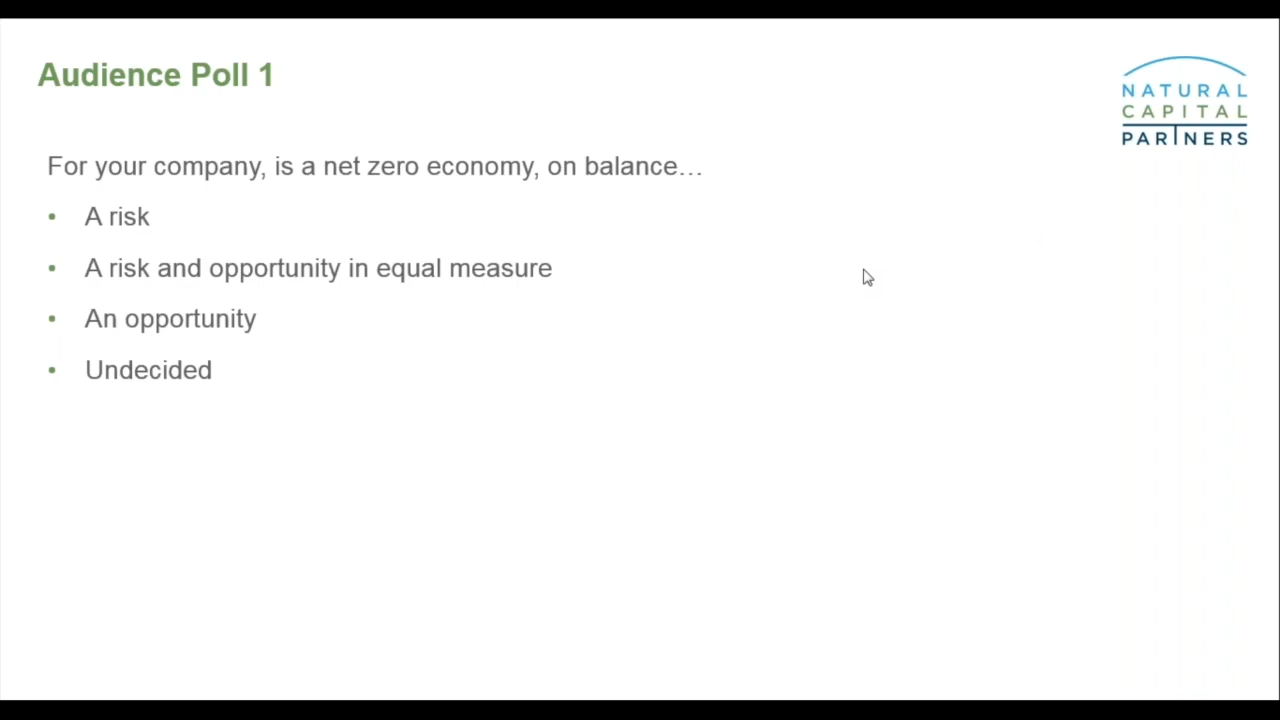 Audience Poll 1
NATURAL
CAPITAL
PARTNERS
For your company, is a net zero economy, on balance…
• A risk
• A risk and opportunity in equal measure
• An opportunity
• Undecided